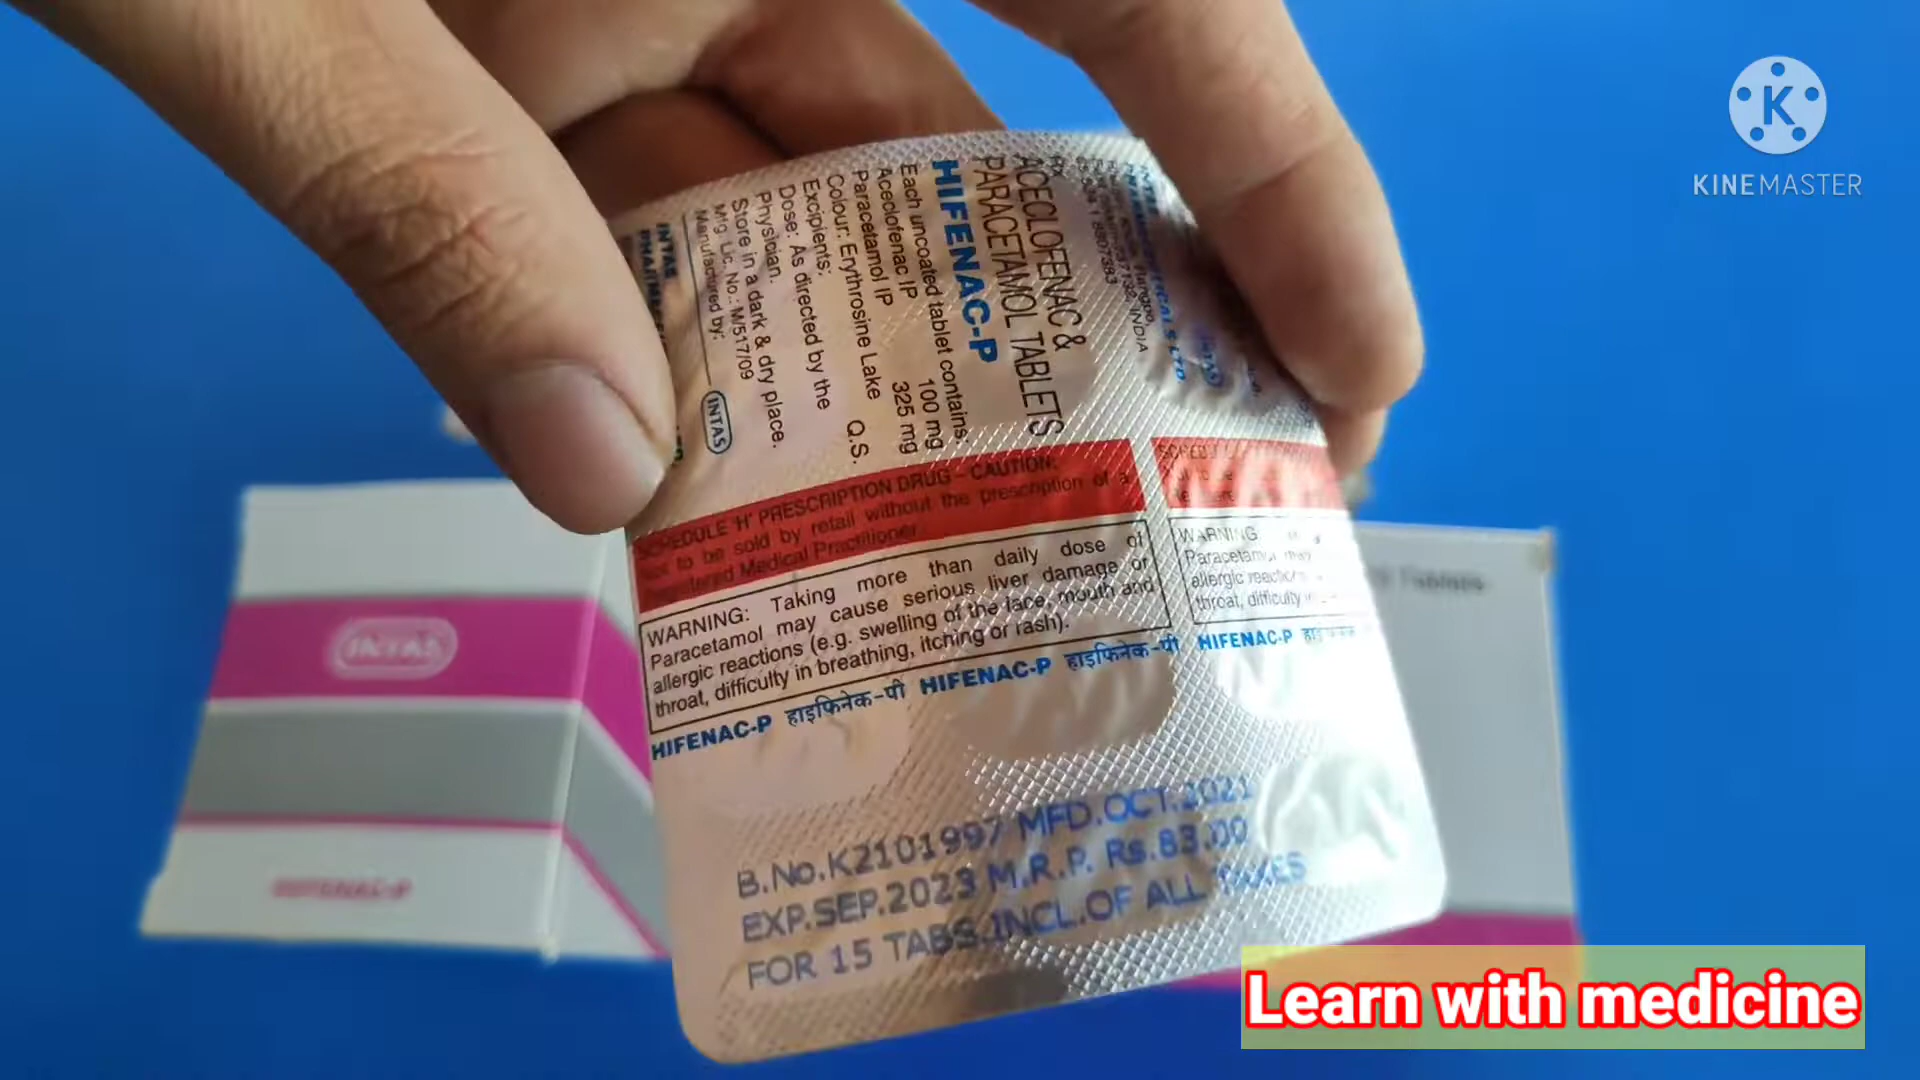 K
KINEMASTER
ACECLOFENAC &
PARACETAMOL TABLETS
HIFENAC-P
Each uncoated tablet contains:
Aceclofenac IP 100 mg
Paracetamol IP 325 mg
Colour: Erythrosine Lake
Excipients: Q.S.
Dose: As directed by the
Physician.
Store in a dark & dry place.
Mfg. Lic. No.: M/517/09
Manufactured by:
INTAS
INTAS
SCHEDULE 'H' PRESCRIPTION DRUG – CAUTION:
to be sold by retail without the prescription of a
Medical Practitioner.
WARNING: Taking more than daily dose of
Paracetamol may cause serious liver damage or
allergic reactions (e.g. swelling of the face, mouth and
throat, difficulty in breathing, itching or rash).
WARNING
Paracetamol may
allergic
throat, difficulty
HIFENAC-P हाइफिनेक-पी HIFENAC-P हाइफिनेक-पी HIFENAC-P
B.No.K2101997 MFD.OCT.2021
EXP.SEP.2023 M.R.P. Rs.83.00
FOR 15 TABS.INCL.OF ALL TAXES
INTAS
HIFENAC-P
Tablets
Learn with medicine